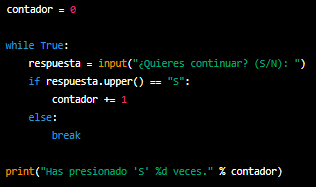 contador = 0
while True:
respuesta = input("¿Quieres continuar? (S/N): ")
if respuesta.upper() == "S":
contador += 1
else:
break
print("Has presionado 'S' %d veces." % contador)